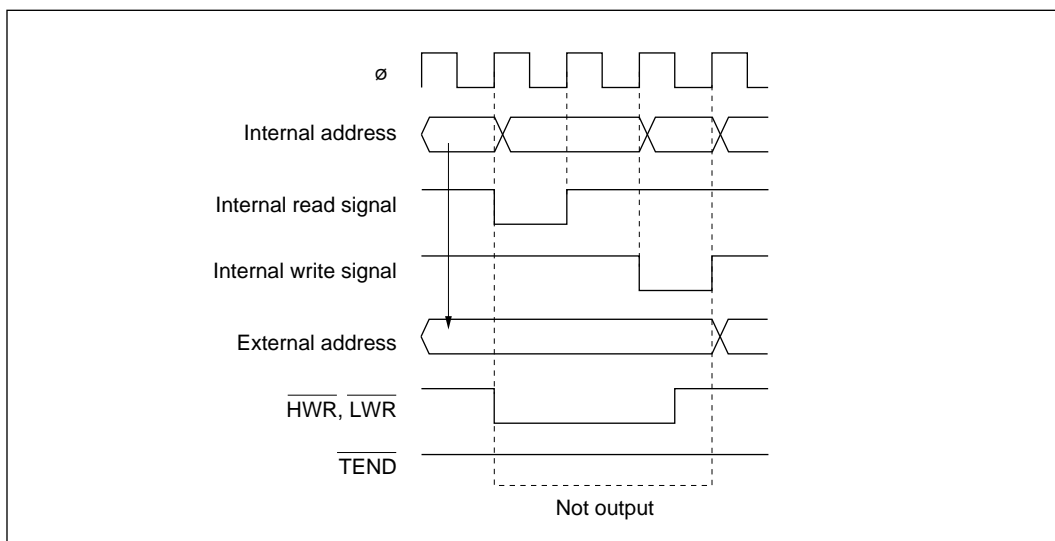 ø
Internal address
Internal read signal
Internal write signal
External address
HWR, LWR
TEND
Not output